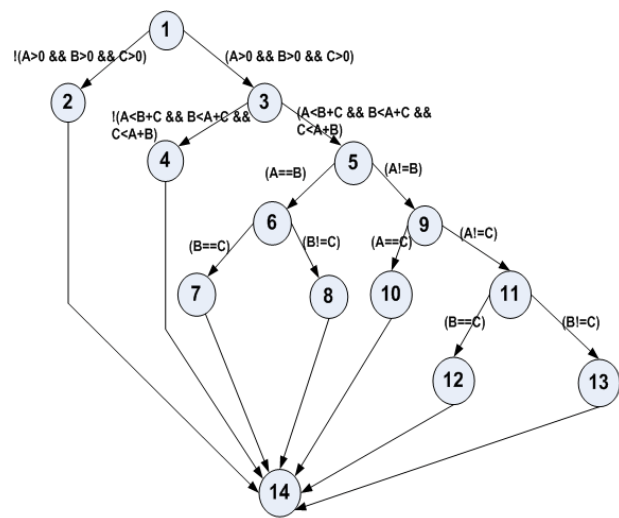 1
!(A>0 && B>0 && C>0)
(A>0 && B>0 && C>0)
2
3
!(A<B+C && B<A+C &&
C<A+B)
(A<B+C && B<A+C &&
C<A+B)
4
5
(A==B)
(A!=B)
6
9
(B==C)
(B!=C)
(A==C)
(A!=C)
7
8
10
11
(B==C)
(B!=C)
12
13
14